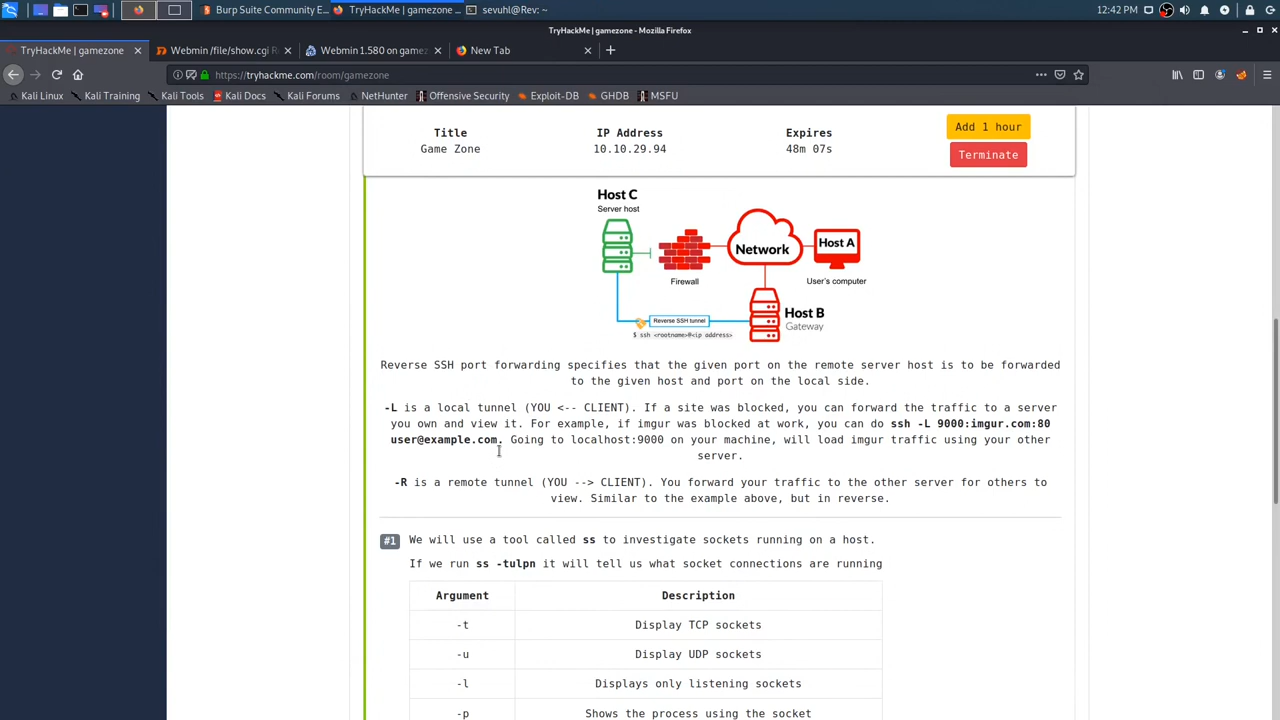 Burp Suite Community E...
TryHackMe | gamezone ...
sevuhl@Rev: ~
12:42 PM
TryHackMe | gamezone - Mozilla Firefox
TryHackMe | gamezone
Webmin /file/show.cgi R
Webmin 1.580 on game
New Tab
https://tryhackme.com/room/gamezone
Kali Linux
Kali Training
Kali Tools
Kali Docs
Kali Forums
NetHunter
Offensive Security
Exploit-DB
GHDB
MSFU
Title
IP Address
Expires
Add 1 hour
Game Zone
10.10.29.94
48m 07s
Terminate
Host C
Server host
Firewall
Network
Host A
User's computer
Reverse SSH tunnel
$ ssh <rootname>@<ip address>
Host B
Gateway
Reverse SSH port forwarding specifies that the given port on the remote server host is to be forwarded
to the given host and port on the local side.
-L is a local tunnel (YOU <-- CLIENT). If a site was blocked, you can forward the traffic to a server
you own and view it. For example, if imgur was blocked at work, you can do ssh -L 9000:imgur.com:80
user@example.com. Going to localhost:9000 on your machine, will load imgur traffic using your other
server.
-R is a remote tunnel (YOU --> CLIENT). You forward your traffic to the other server for others to
view. Similar to the example above, but in reverse.
#1 We will use a tool called ss to investigate sockets running on a host.
If we run ss -tulpn it will tell us what socket connections are running
Argument Description
-t Display TCP sockets
-u Display UDP sockets
-l Displays only listening sockets
-p Shows the process using the socket